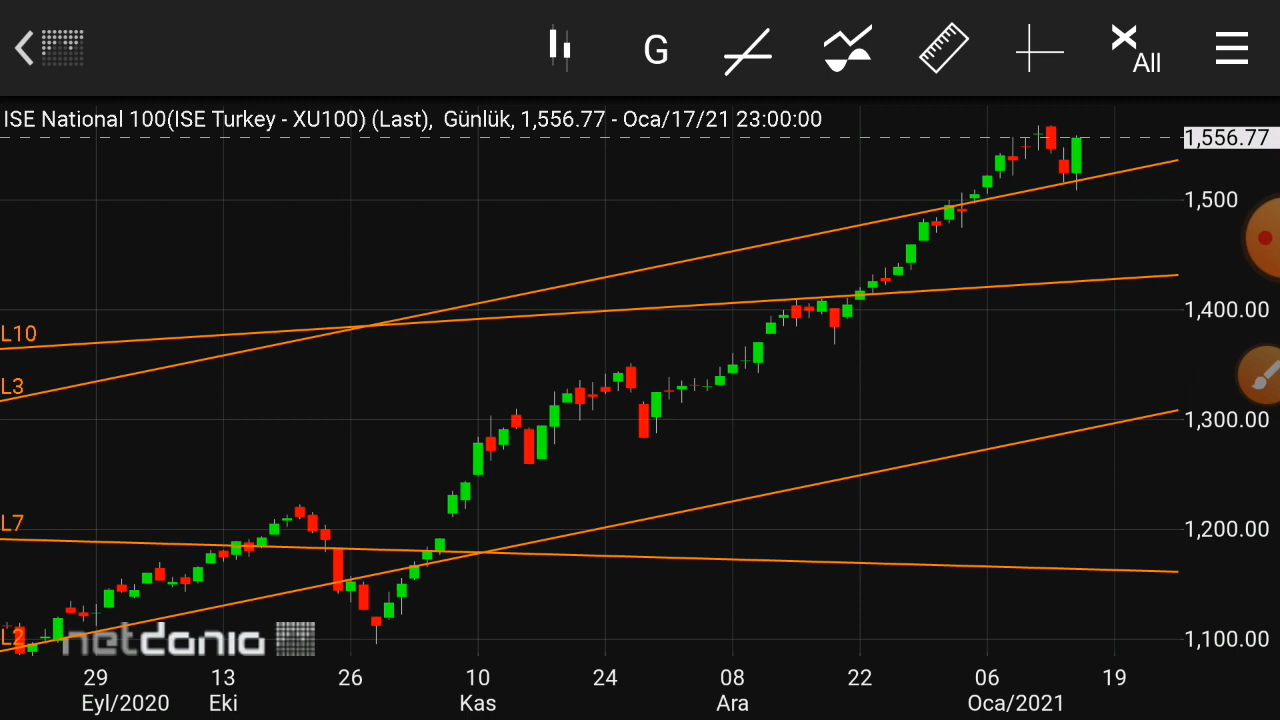 G
All
ISE National 100(ISE Turkey - XU100) (Last), Günlük, 1,556.77 - Oca/17/21 23:00:00
1,556.77
1,500
1,400.00
1,300.00
1,200.00
1,100.00
L10
L3
L7
L2
netdania
29 13 26 10 24 08 22 06 19
Eyl/2020 Eki Kas Ara Oca/2021